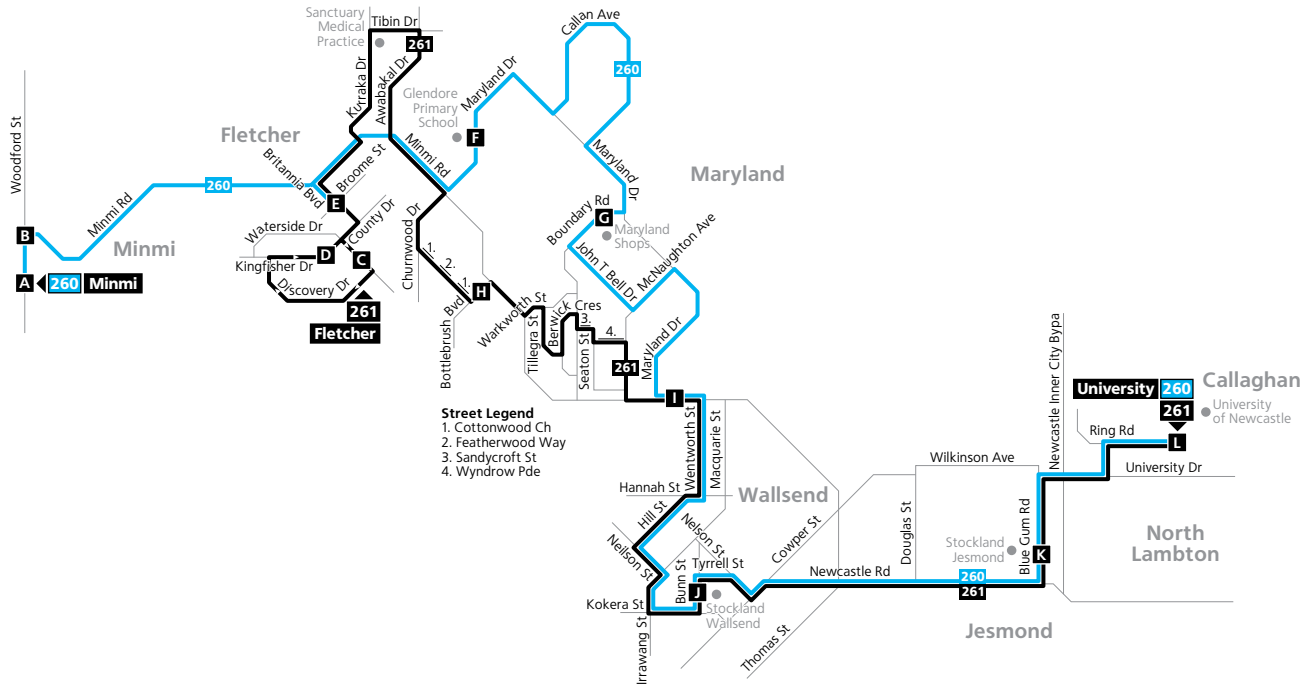 Sanctuary
Medical
Practice
Tibin Dr
261
Kurraka Dr
Awabakal Dr
Callan Ave
260
Maryland Dr
Glendore
Primary
School
F
Fletcher
Minmi Rd
Maryland Dr
Maryland
Woodford St
Britannia Bvd
Broome St
260
Minmi Rd
E
Boundary Rd
G
Maryland
Shops
B
Minmi
Waterside Dr
County Dr
D
C
Kingfisher Dr
Discovery Dr
Churnwood Dr
1.
2.
1.
H
John T Bell Dr
McNaughton Ave
A
260
Minmi
261
Fletcher
Bottlebrush Bvd
Warkworth St
Tillegra St
Berwick Cres
3.
Seaton St
4.
261
Maryland Dr
I
Street Legend
1. Cottonwood Ch
2. Featherwood Way
3. Sandycroft St
4. Wyndrow Pde
Wentworth St
Macquarie St
Newcastle Inner City Bypa
University
260
261
Callaghan
University
of Newcastle
Ring Rd
L
University Dr
Wilkinson Ave
Hannah St
Wallsend
Hill St
Nelson St
Neilson St
Cowper St
Douglas St
Stockland
Jesmond
Blue Gum Rd
K
North
Lambton
Tyrrell St
Newcastle Rd
260
261
Bunn St
J
Stockland
Wallsend
Kokera St
Irrawang St
Thomas St
Jesmond